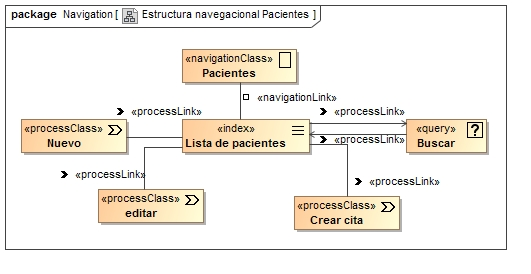 package Navigation [ Estructura navegacional Pacientes ]
«navigationClass»
Pacientes
«navigationLink»
«processLink»
«processLink»
«processClass»
Nuevo
«index»
Lista de pacientes
«processLink»
«query»
Buscar
«processLink»
«processLink»
«processClass»
editar
«processClass»
Crear cita